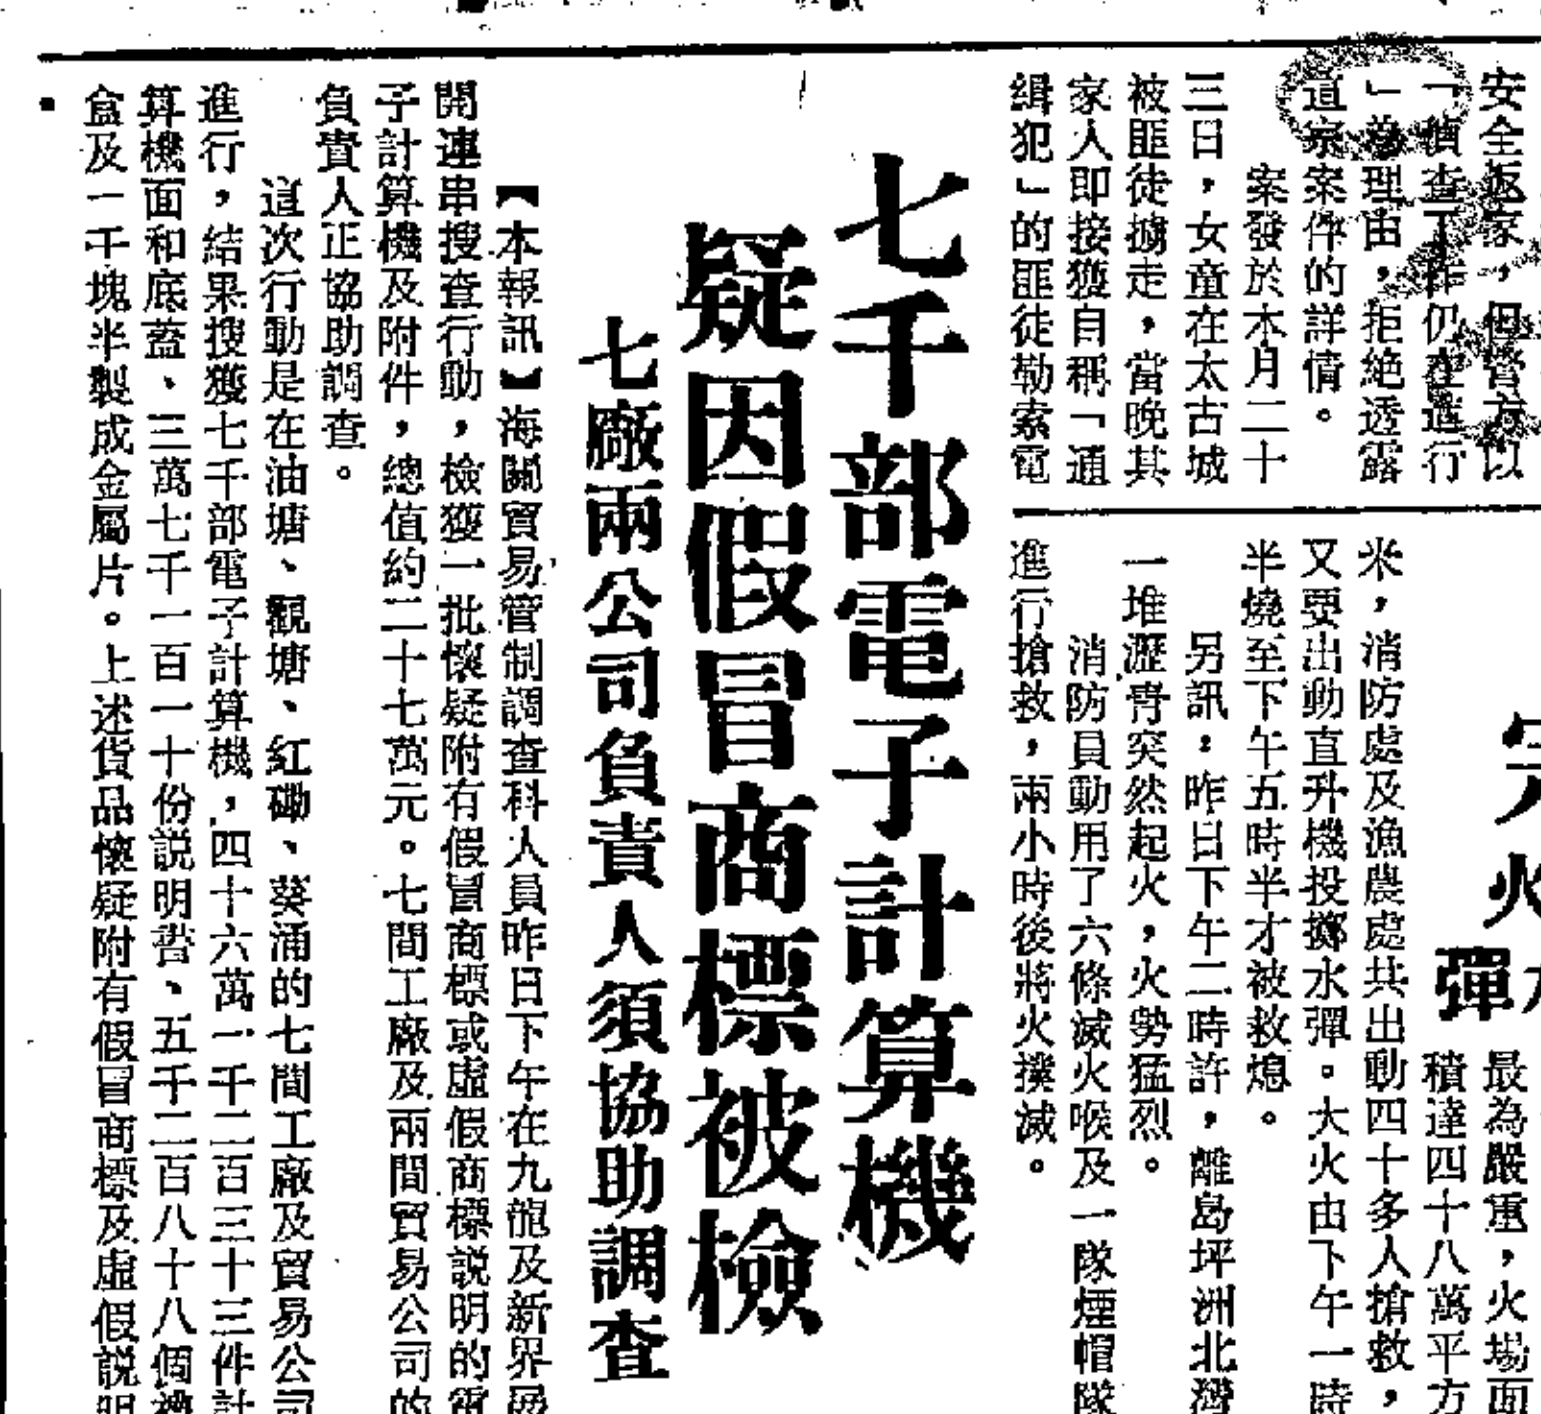 安全返家，但警方以
「偵查工作仍在進行
」為理由，拒絕透露
這宗案件的詳情。
案發於本月二十
三日，女童在太古城
被匪徒擄走，當晚其
家人即接獲自稱「通
緝犯」的匪徒勒索電
彈
最為嚴重，火場面
積達四十八萬平方
米，消防處及漁農處共出動四十多人搶救，
又要出動直升機投擲水彈。大火由下午一時
半燒至下午五時半才被救熄。
另訊，昨日下午二時許，離島坪洲北灣
一堆瀝青突然起火，火勢猛烈。
消防員動用了六條滅火喉及一隊煙帽隊
進行搶救，兩小時後將火撲滅。
七千部電子計算機
疑因假冒商標被檢
七廠兩公司負責人須協助調查
【本報訊】海關貿易管制調查科人員昨日下午在九龍及新界展
開連串搜查行動，檢獲一批懷疑附有假冒商標或虛假商標説明的電
子計算機及附件，總值約二十七萬元。七間工廠及兩間貿易公司的
負責人正協助調查。
這次行動是在油塘、觀塘、紅磡、葵涌的七間工廠及貿易公司
進行，結果搜獲七千部電子計算機，四十六萬一千二百三十三件計
算機面和底蓋、三萬七千一百一十份説明書、五千二百八十八個禮
盒及一千塊半製成金屬片。上述貨品懷疑附有假冒商標及虛假説明
。